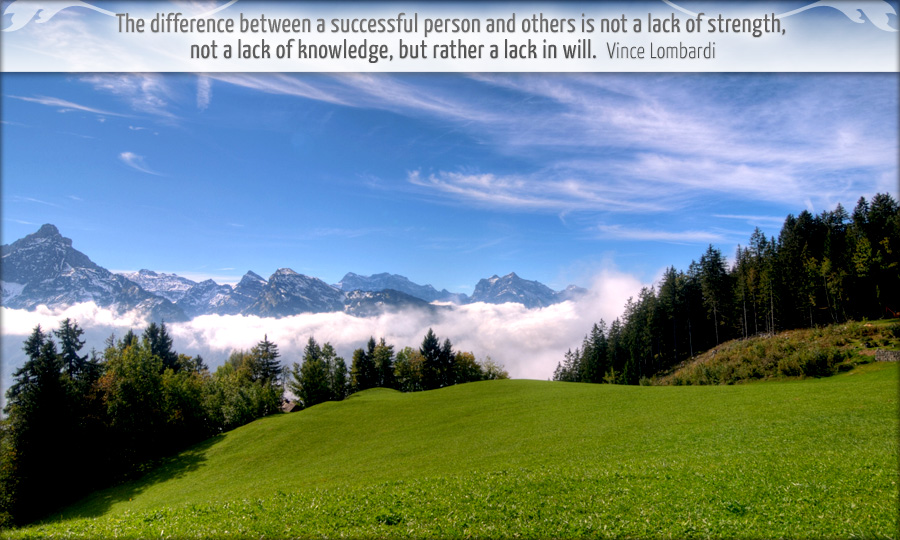 The difference between a successful person and others is not a lack of strength,
not a lack of knowledge, but rather a lack in will. Vince Lombardi